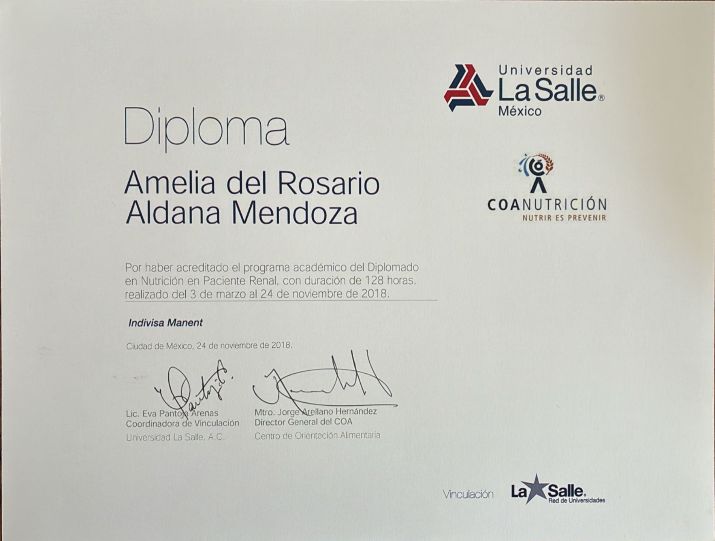 Universidad
La Salle®
México
Diploma
COANUTRICIÓN
NUTRIR ES PREVENIR
Amelia del Rosario
Aldana Mendoza
Por haber acreditado el programa académico del Diplomado
en Nutrición en Paciente Renal, con duración de 128 horas,
realizado del 3 de marzo al 24 de noviembre de 2018.
Indivisa Manent
Ciudad de México, 24 de noviembre de 2018.
Lic. Eva Pantoja Arenas
Coordinadora de Vinculación
Universidad La Salle, A.C.
Mtro. Jorge Arellano Hernández
Director General del COA
Centro de Orientación Alimentaria
Vinculación
La Salle®
Red de Universidades